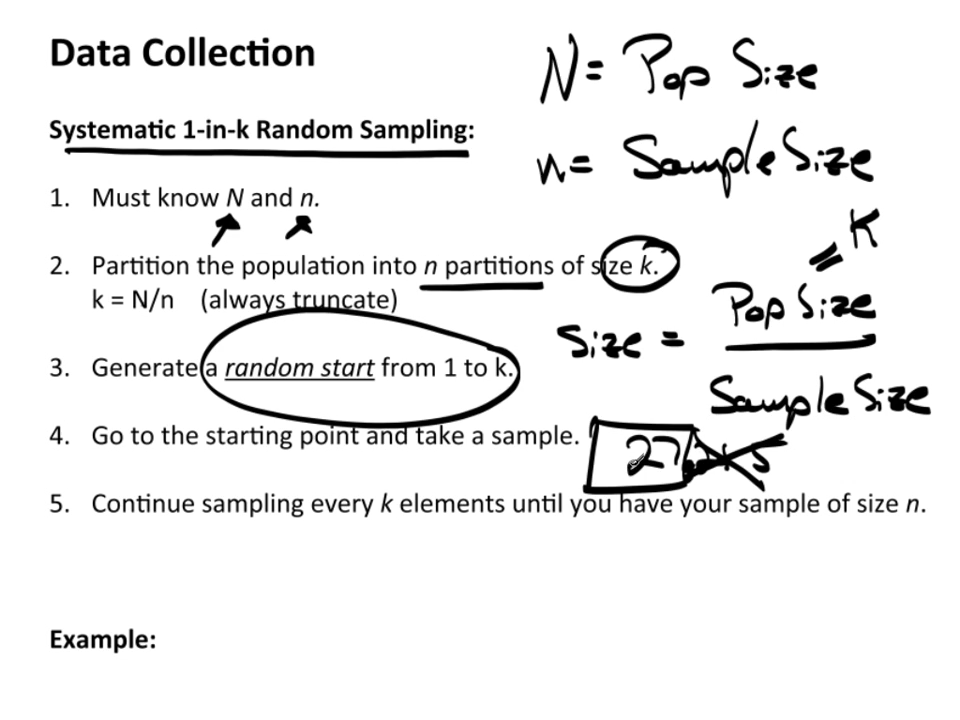 Data Collection
N = Pop Size
Systematic 1-in-k Random Sampling:
n = Sample Size
1. Must know N and n.
= K
2. Partition the population into n partitions of size k.
k = N/n (always truncate)
Size = Pop Size
Sample Size
3. Generate a random start from 1 to k.
4. Go to the starting point and take a sample.
27
5. Continue sampling every k elements until you have your sample of size n.
Example: